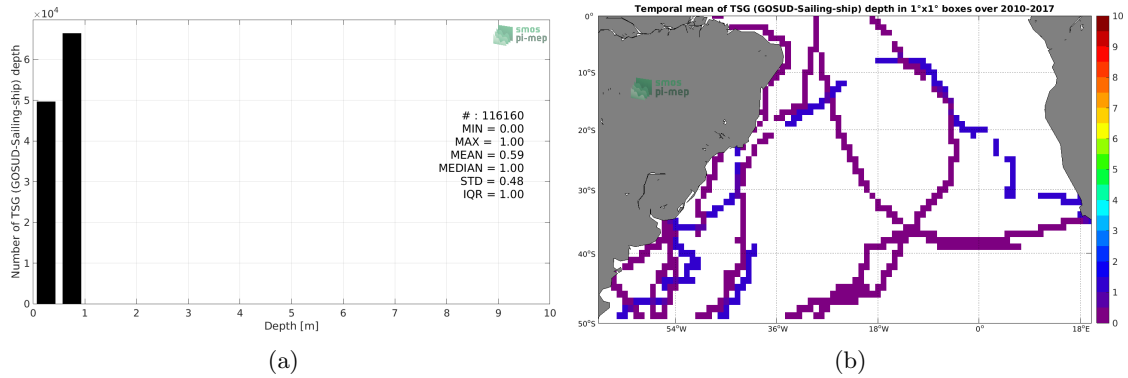 ×10⁴
Number of TSG (GOSUD-Sailing-ship) depth
6
5
4
3
2
1
0
0 1 2 3 4 5 6 7 8 9 10
Depth [m]
smos
pi-mep
# : 116160
MIN = 0.00
MAX = 1.00
MEAN = 0.59
MEDIAN = 1.00
STD = 0.48
IQR = 1.00
(a)
Temporal mean of TSG (GOSUD-Sailing-ship) depth in 1°x1° boxes over 2010-2017
smos
pi-mep
0°
10°S
20°S
30°S
40°S
50°S
54°W 36°W 18°W 0° 18°E
10
9
8
7
6
5
4
3
2
1
0
(b)